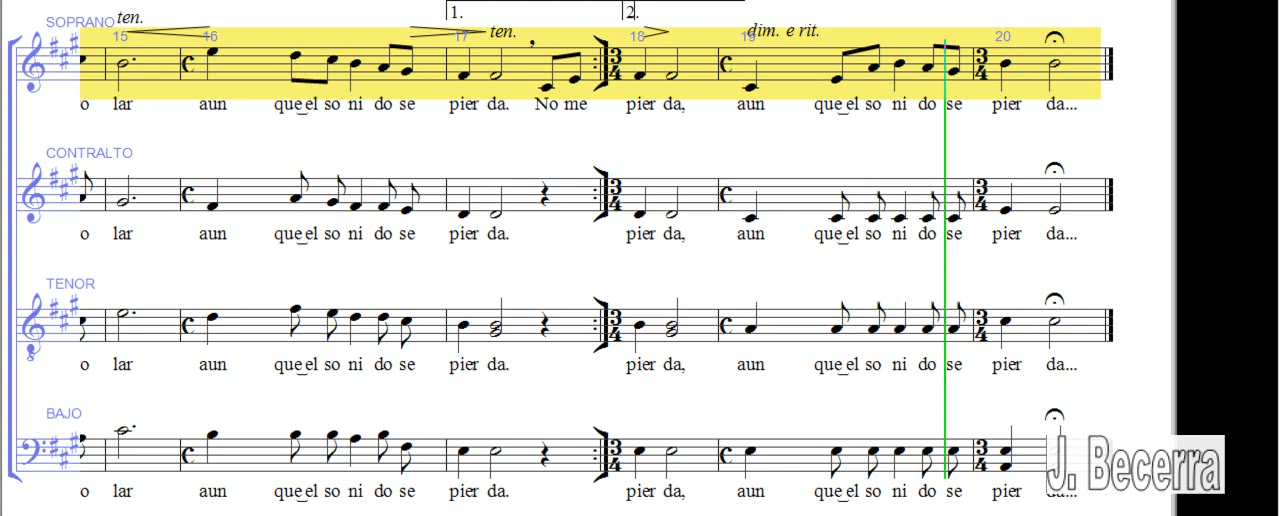 1. 2.
SOPRANO ten. 15 16 17 ten. , 18 19 dim. e rit. 20
o lar aun que‿el so ni do se pier da. No me pier da, aun que‿el so ni do se pier da...
CONTRALTO
o lar aun que‿el so ni do se pier da. pier da, aun que‿el so ni do se pier da...
TENOR
o lar aun que‿el so ni do se pier da. pier da, aun que‿el so ni do se pier da...
BAJO
J. Becerra
o lar aun que‿el so ni do se pier da. pier da, aun que‿el so ni do se pier da...